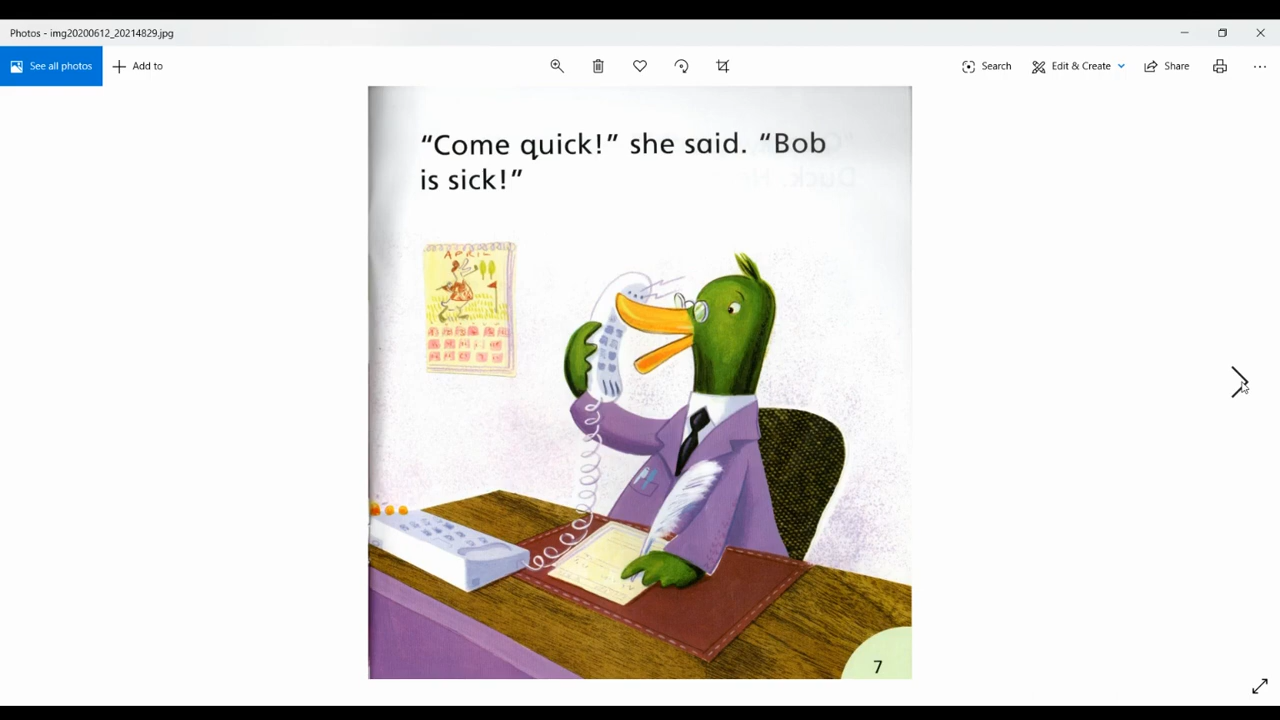 Photos - img20200612_20214829.jpg
See all photos
Add to
Search
Edit & Create
Share
“Come quick!” she said. “Bob
is sick!”
APRIL
7